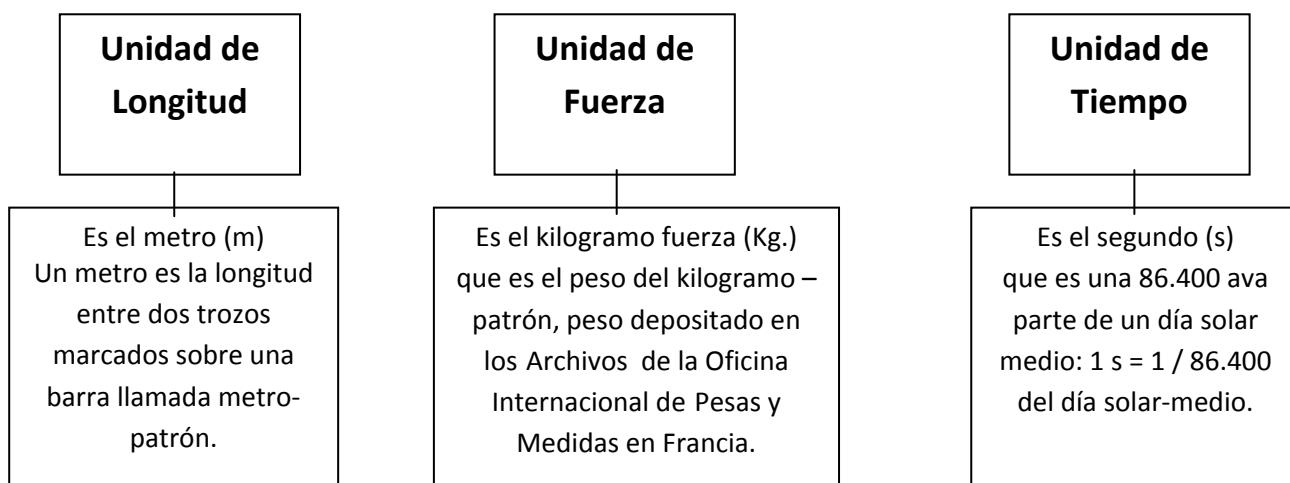 Unidad de
Longitud
Es el metro (m)
Un metro es la longitud
entre dos trozos
marcados sobre una
barra llamada metro-
patrón.
Unidad de
Fuerza
Es el kilogramo fuerza (Kg.)
que es el peso del kilogramo –
patrón, peso depositado en
los Archivos de la Oficina
Internacional de Pesas y
Medidas en Francia.
Unidad de
Tiempo
Es el segundo (s)
que es una 86.400 ava
parte de un día solar
medio: 1 s = 1 / 86.400
del día solar-medio.